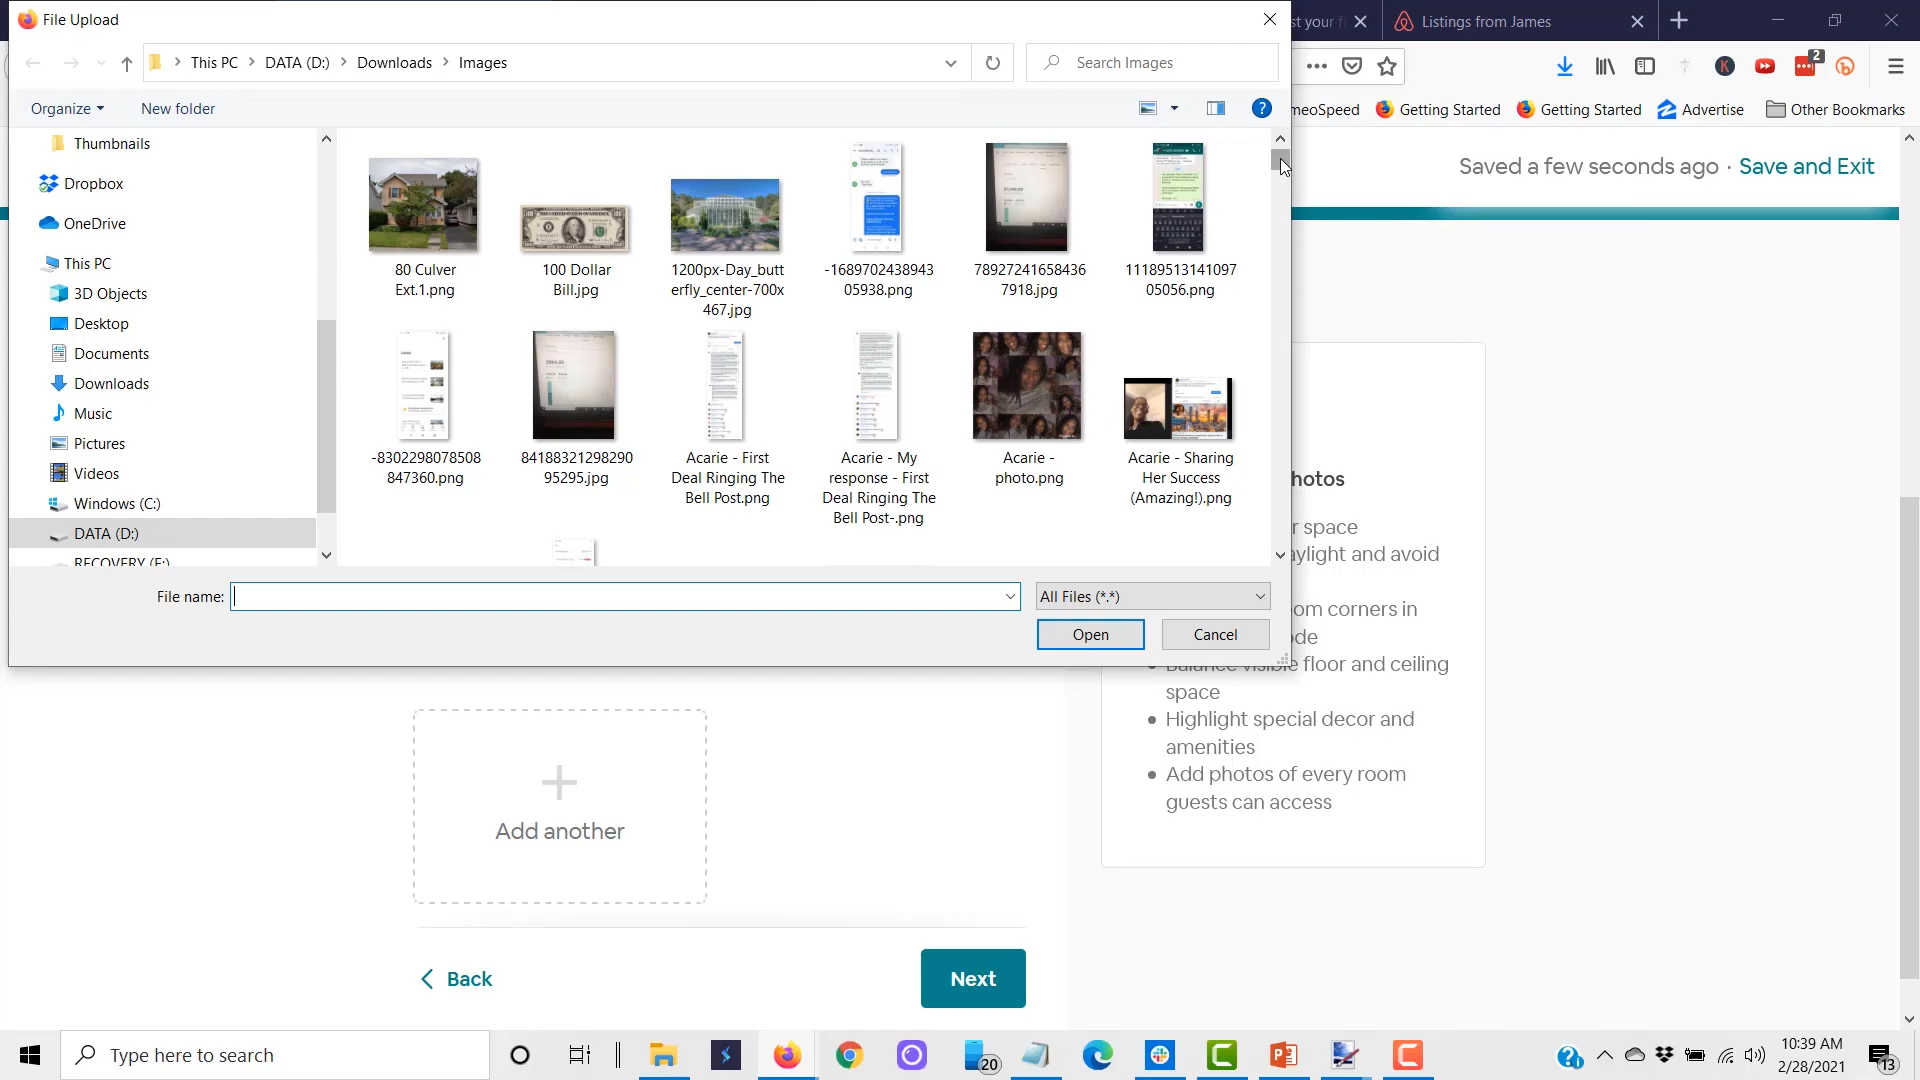 File Upload
st your f
Listings from James
This PC > DATA (D:) > Downloads > Images
Search Images
Organize
New folder
meoSpeed
Getting Started
Getting Started
Advertise
Other Bookmarks
2
Saved a few seconds ago · Save and Exit
Thumbnails
Dropbox
OneDrive
This PC
3D Objects
Desktop
Documents
Downloads
Music
Pictures
Videos
Windows (C:)
DATA (D:)
RECOVERY (E:)
80 Culver
Ext.1.png
100 Dollar
Bill.jpg
1200px-Day_butt
erfly_center-700x
467.jpg
-1689702438943
05938.png
78927241658436
7918.jpg
11189513141097
05056.png
-8302298078508
847360.png
84188321298290
95295.jpg
Acarie - First
Deal Ringing The
Bell Post.png
Acarie - My
response - First
Deal Ringing The
Bell Post-.png
Acarie -
photo.png
Acarie - Sharing
Her Success
(Amazing!).png
File name:
All Files (*.*)
Open
Cancel
hotos
r space
aylight and avoid
om corners in
ode
Balance visible floor and ceiling
space
Highlight special decor and
amenities
Add photos of every room
guests can access
Add another
Back
Next
Type here to search
20
10:39 AM
2/28/2021
13